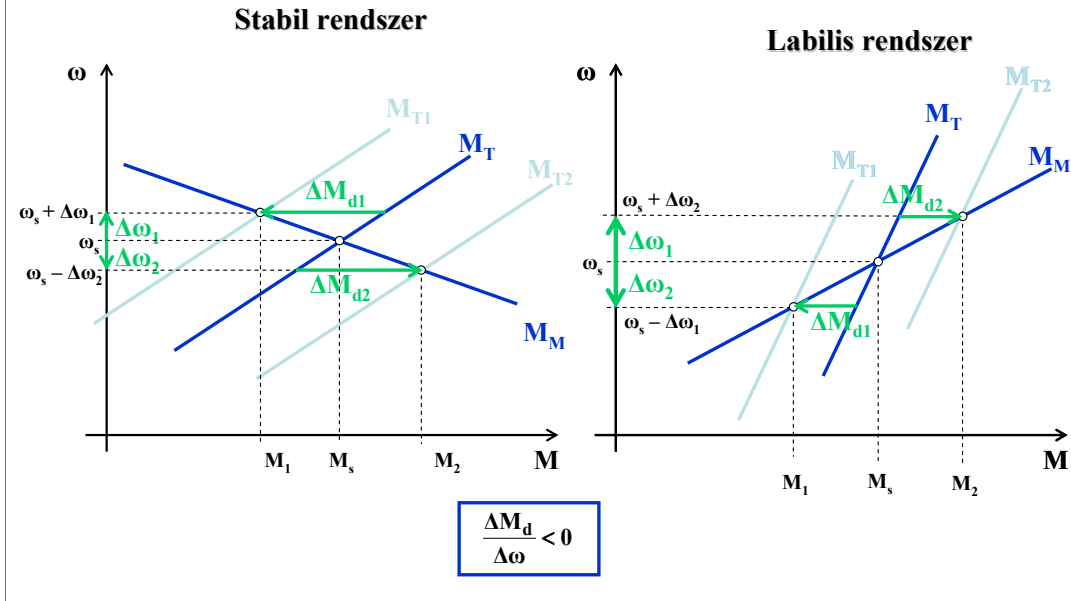 Stabil rendszer
ω
M_T1
M_T
M_T2
ΔM_d1
ω_s + Δω_1
Δω_1
ω_s
Δω_2
ω_s − Δω_2
ΔM_d2
M_M
M_1
M_s
M_2
M
Labilis rendszer
ω
M_T2
M_T
M_M
M_T1
ΔM_d2
ω_s + Δω_2
Δω_1
ω_s
Δω_2
ω_s − Δω_1
ΔM_d1
M_1
M_s
M_2
M
ΔM_d
Δω
< 0